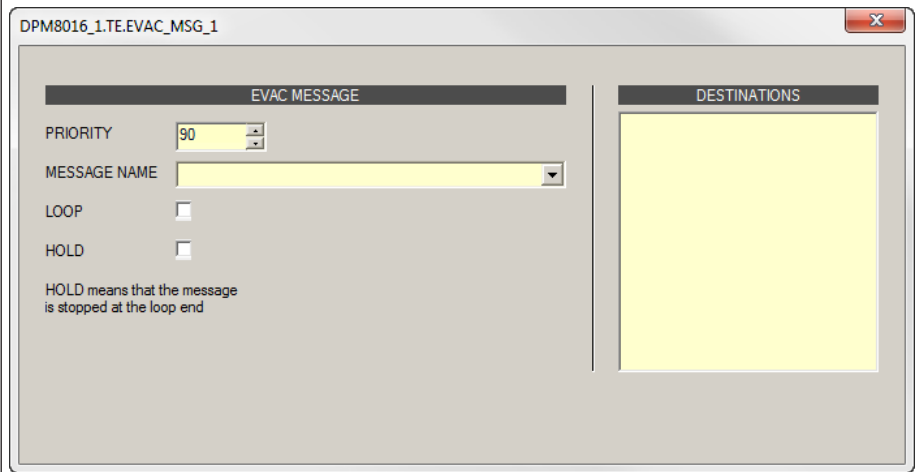 DPM8016_1.TE.EVAC_MSG_1
EVAC MESSAGE
DESTINATIONS
PRIORITY 90
MESSAGE NAME
LOOP
HOLD
HOLD means that the message
is stopped at the loop end